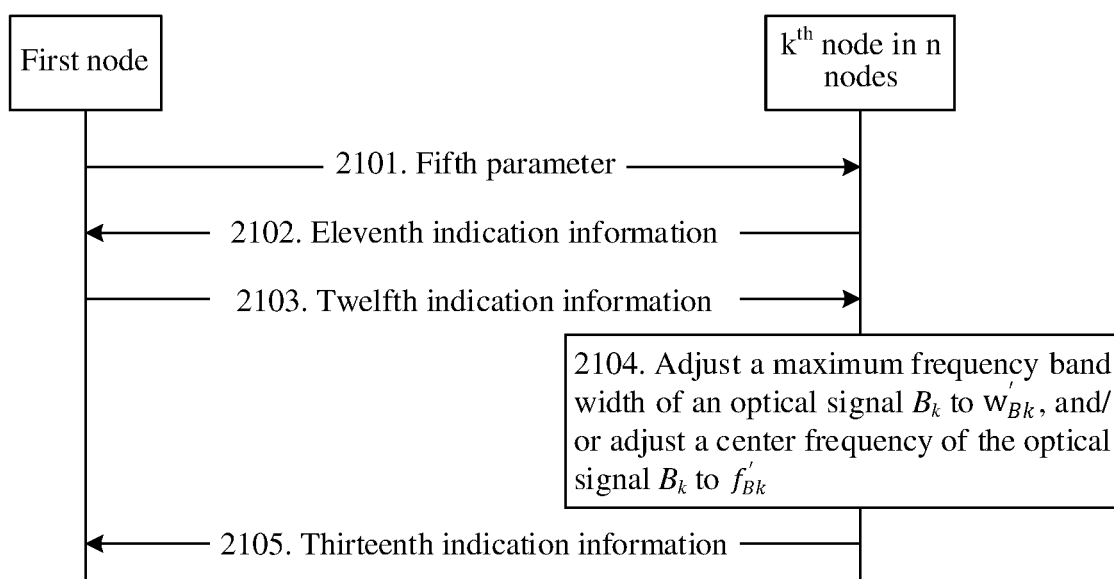 First node
k^th node in n
nodes
2101. Fifth parameter
2102. Eleventh indication information
2103. Twelfth indication information
2104. Adjust a maximum frequency band
width of an optical signal B_k to w'_Bk, and/
or adjust a center frequency of the optical
signal B_k to f'_Bk
2105. Thirteenth indication information